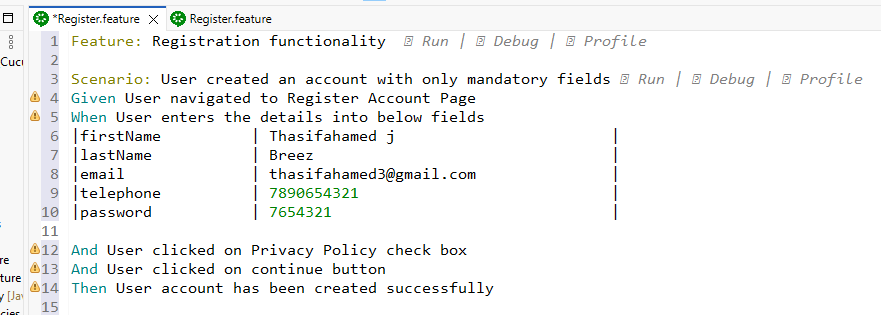 *Register.feature
Register.feature
1 Feature: Registration functionality Run | Debug | Profile
2
Cucu
3 Scenario: User created an account with only mandatory fields Run | Debug | Profile
4 Given User navigated to Register Account Page
5 When User enters the details into below fields
6 |firstName | Thasifahamed j |
7 |lastName | Breez |
8 |email | thasifahamed3@gmail.com |
9 |telephone | 7890654321 |
10 |password | 7654321 |
11
12 And User clicked on Privacy Policy check box
re
13 And User clicked on continue button
ture
14 Then User account has been created successfully
y [Jav
15
cies